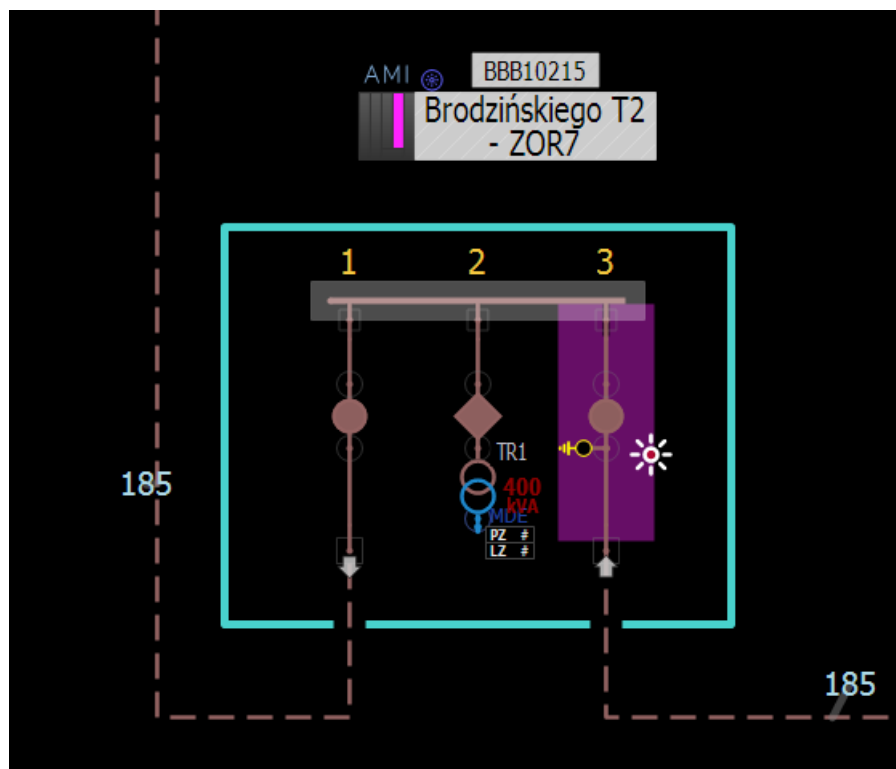 AMI
BBB10215
Brodzińskiego T2
- ZOR7
1 2 3
TR1
400
kVA
MDE
PZ #
LZ #
185
185